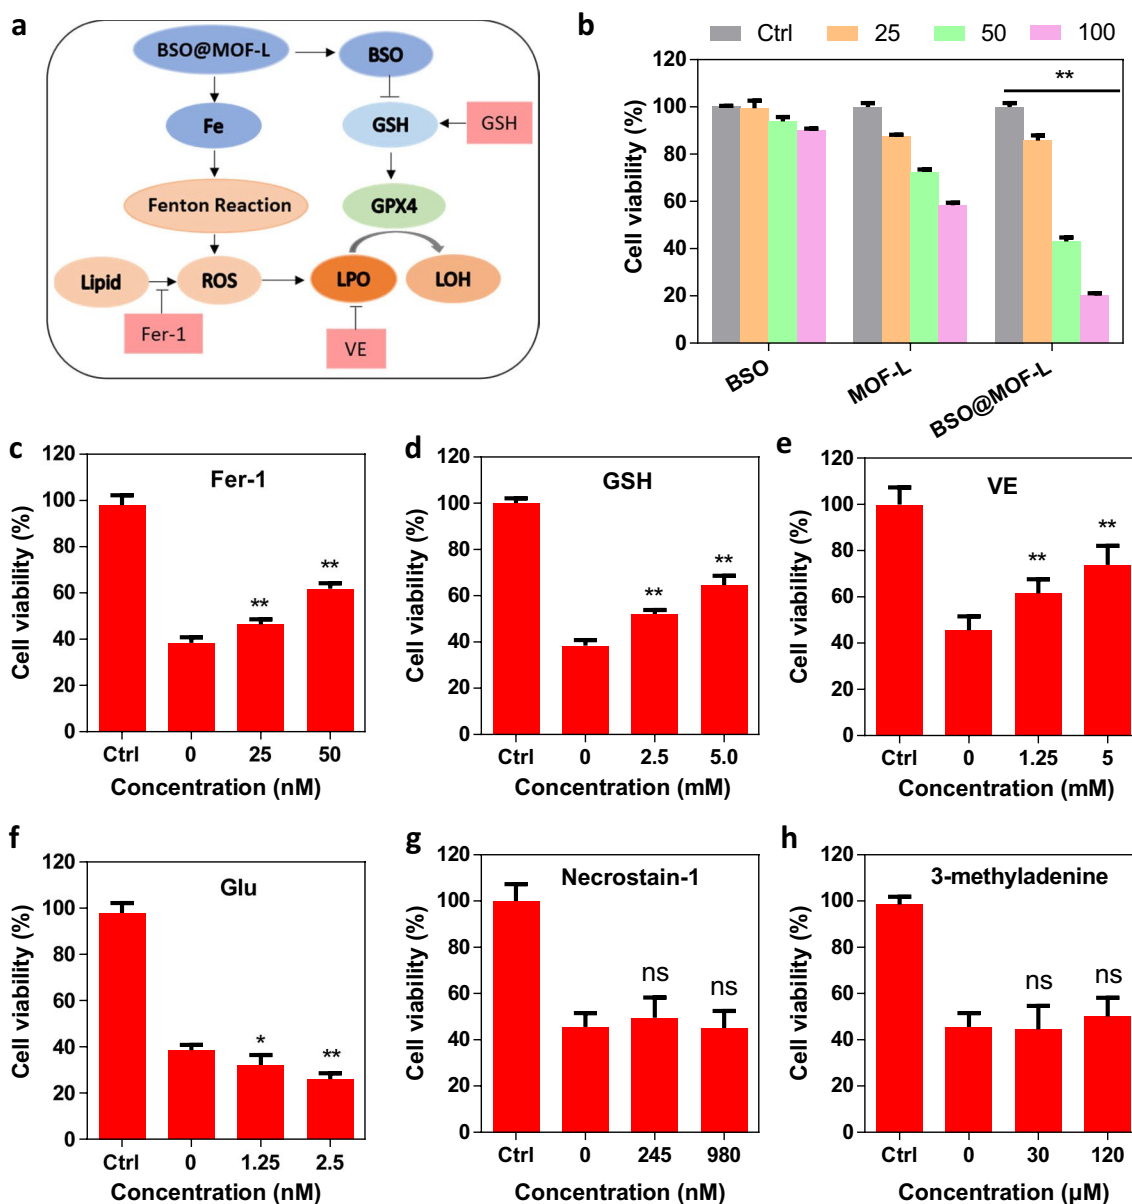 a
BSO@MOF-L
BSO
Fe
GSH
GSH
Fenton Reaction
GPX4
Lipid
ROS
LPO
LOH
Fer-1
VE
b
Ctrl 25 50 100
**
Cell viability (%)
120
100
80
60
40
20
0
BSO
MOF-L
BSO@MOF-L
c
Fer-1
Cell viability (%)
120
100
80
60
40
20
0
**
**
Ctrl 0 25 50
Concentration (nM)
d
GSH
Cell viability (%)
120
100
80
60
40
20
0
**
**
Ctrl 0 2.5 5.0
Concentration (mM)
e
VE
Cell viability (%)
120
100
80
60
40
20
0
**
**
Ctrl 0 1.25 5
Concentration (mM)
f
Glu
Cell viability (%)
120
100
80
60
40
20
0
*
**
Ctrl 0 1.25 2.5
Concentration (nM)
g
Necrostain-1
Cell viability (%)
120
100
80
60
40
20
0
ns
ns
Ctrl 0 245 980
Concentration (nM)
h
3-methyladenine
Cell viability (%)
120
100
80
60
40
20
0
ns
ns
Ctrl 0 30 120
Concentration (µM)